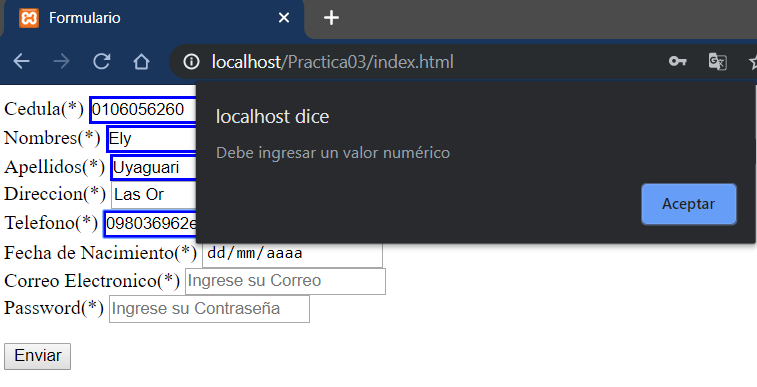 Formulario
localhost/Practica03/index.html
localhost dice
Debe ingresar un valor numérico
Aceptar
Cedula(*) 0106056260
Nombres(*) Ely
Apellidos(*) Uyaguari
Direccion(*) Las Or
Telefono(*) 098036962e
Fecha de Nacimiento(*) dd/mm/aaaa
Correo Electronico(*) Ingrese su Correo
Password(*) Ingrese su Contraseña
Enviar